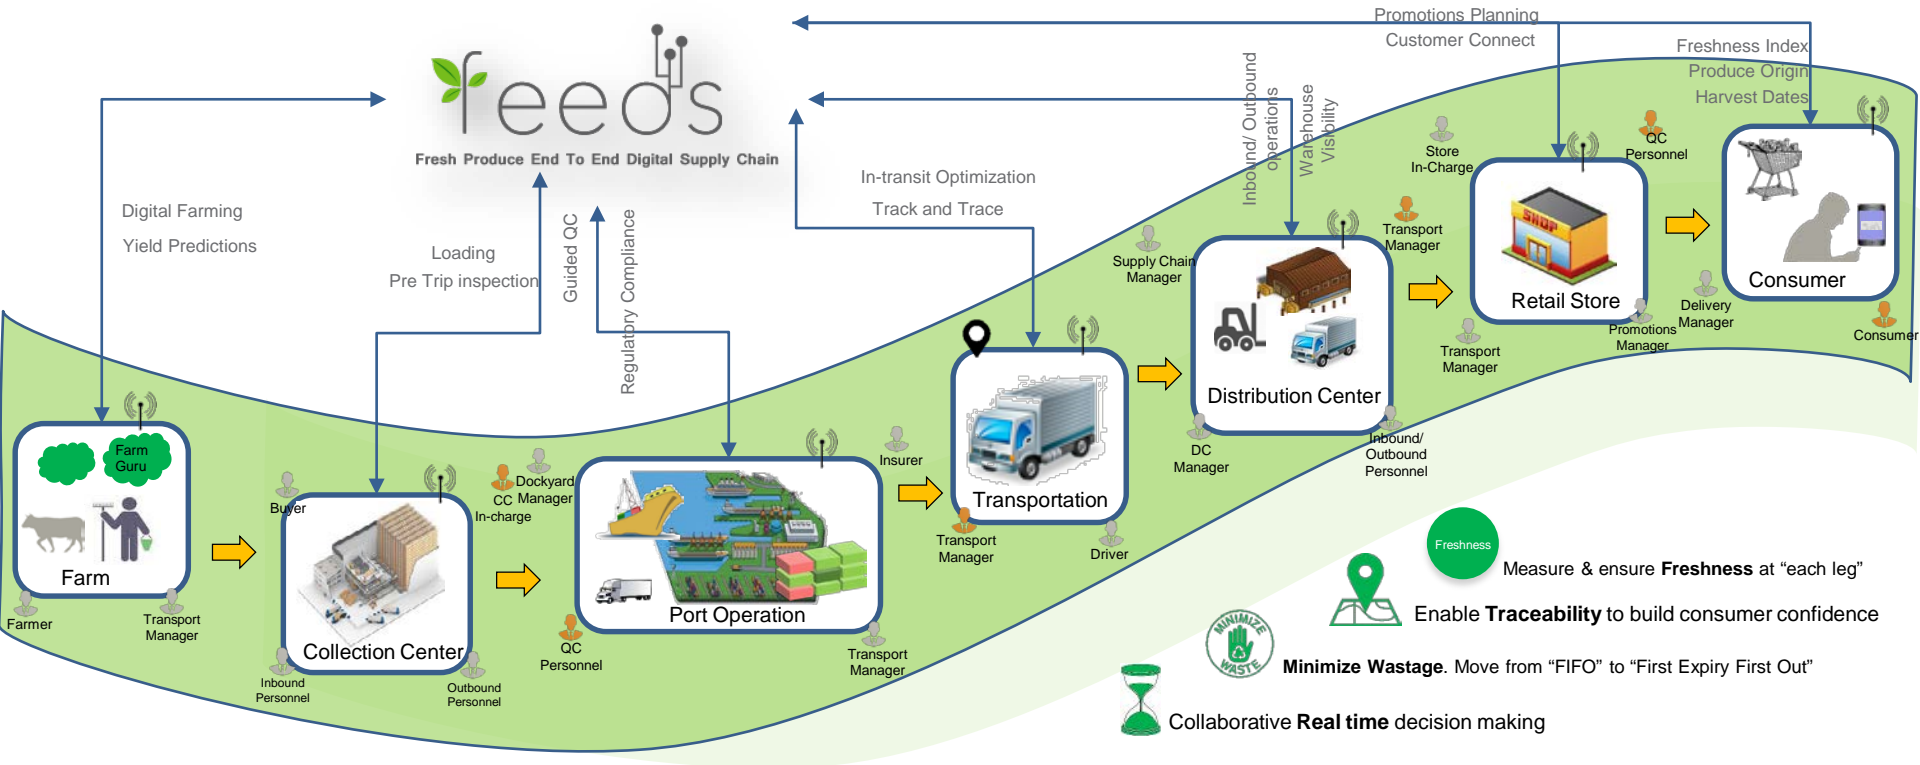 feeds
Fresh Produce End To End Digital Supply Chain
Promotions Planning
Customer Connect
Freshness Index
Produce Origin
Harvest Dates
Inbound/ Outbound
operations
Warehouse
Visibility
In-transit Optimization
Track and Trace
Digital Farming
Yield Predictions
Loading
Pre Trip inspection
Guided QC
Regulatory Compliance
Farm
Guru
Farm
Farmer
Transport
Manager
Buyer
Collection Center
Inbound
Personnel
Outbound
Personnel
CC
In-charge
Dockyard
Manager
Port Operation
QC
Personnel
Transport
Manager
Insurer
Transportation
Transport
Manager
Driver
Supply Chain
Manager
Distribution Center
DC
Manager
Inbound/
Outbound
Personnel
Transport
Manager
Store
In-Charge
SHOP
Retail Store
Transport
Manager
Promotions
Manager
QC
Personnel
Delivery
Manager
Consumer
Consumer
Freshness
Measure & ensure Freshness at “each leg”
Enable Traceability to build consumer confidence
MINIMIZE
WASTE
Minimize Wastage. Move from “FIFO” to “First Expiry First Out”
Collaborative Real time decision making